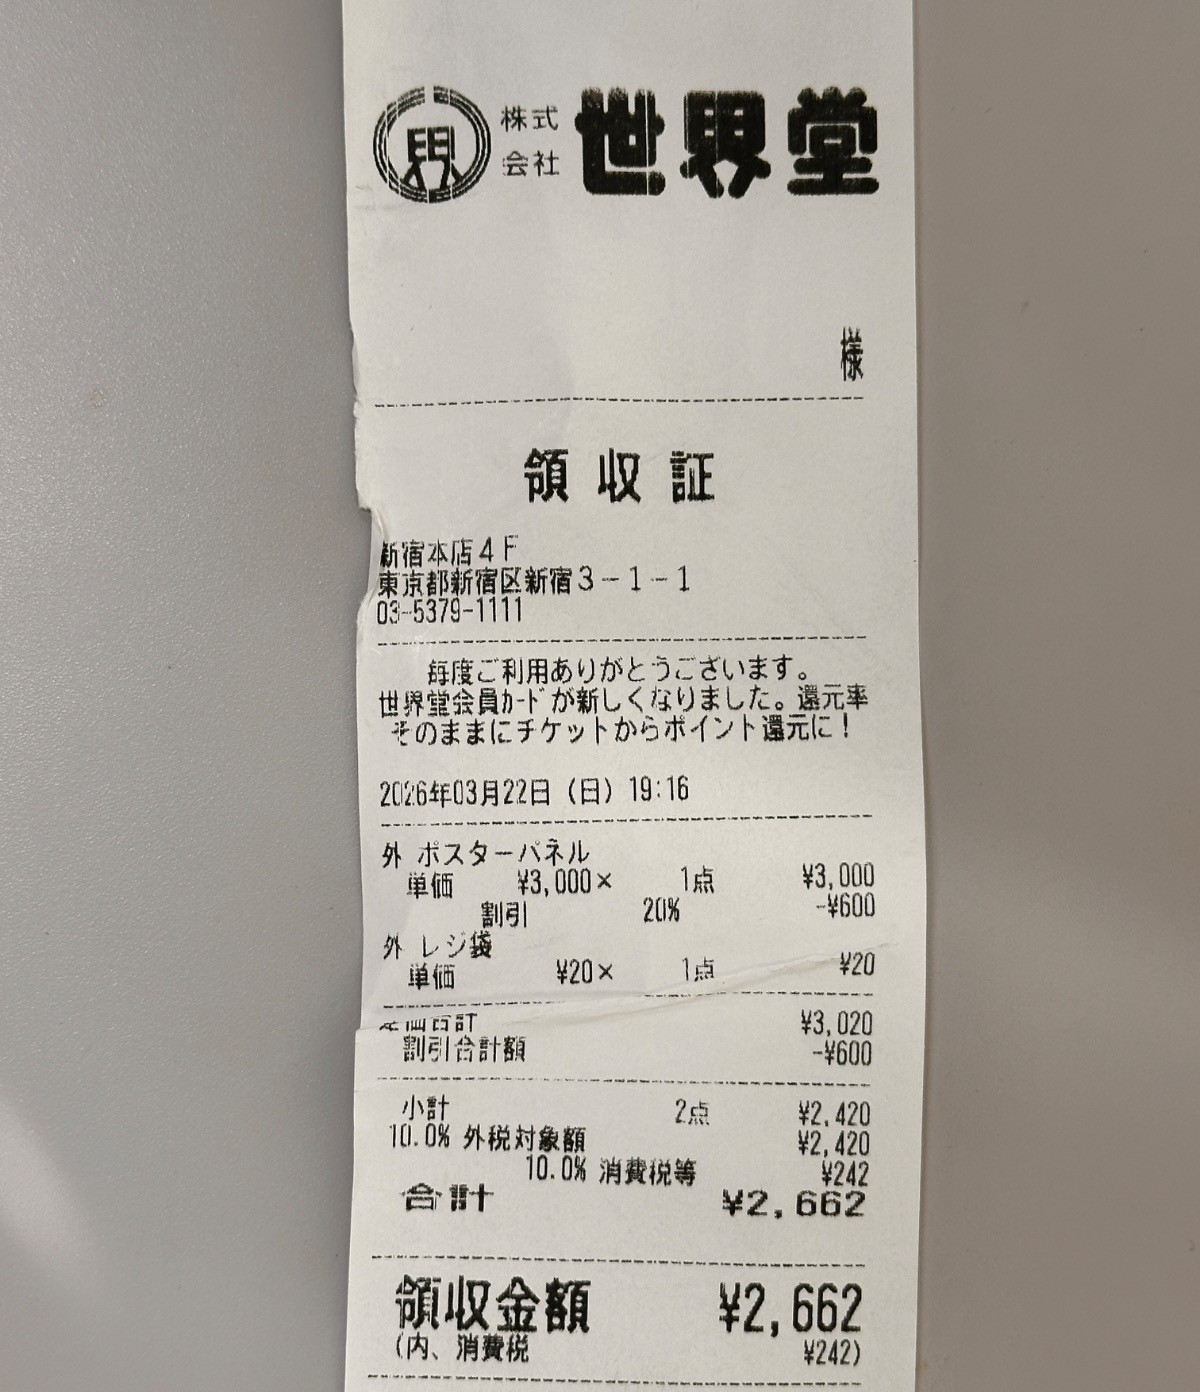 界 株式会社 世界堂
様
領収証
新宿本店4F
東京都新宿区新宿3-1-1
03-5379-1111
毎度ご利用ありがとうございます。
世界堂会員ｶｰﾄﾞが新しくなりました。還元率
そのままにチケットからポイント還元に！
2026年03月22日（日）19:16
外 ポスターパネル
単価 ¥3,000× 1点 ¥3,000
割引 20% -¥600
外 レジ袋
単価 ¥20× 1点 ¥20
合計 ¥3,020
割引合計額 -¥600
小計 2点 ¥2,420
10.0% 外税対象額 ¥2,420
10.0% 消費税等 ¥242
合計 ¥2,662
領収金額 ¥2,662
(内、消費税 ¥242)